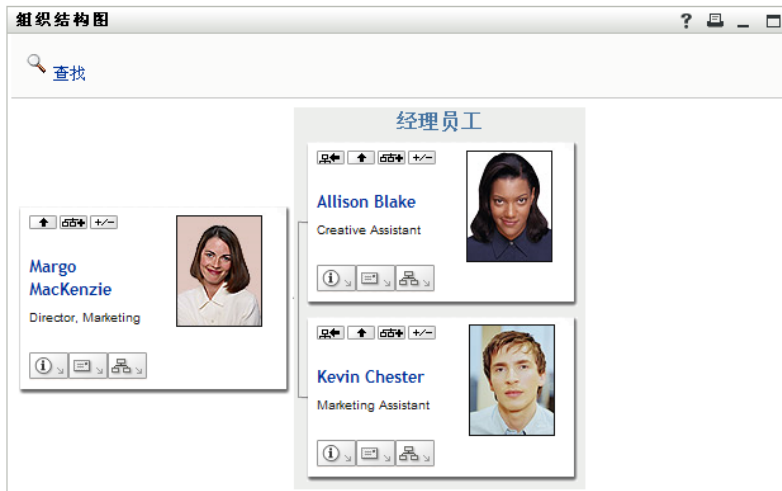 组织结构图
查找
经理员工
Margo
MacKenzie
Director, Marketing
Allison Blake
Creative Assistant
Kevin Chester
Marketing Assistant